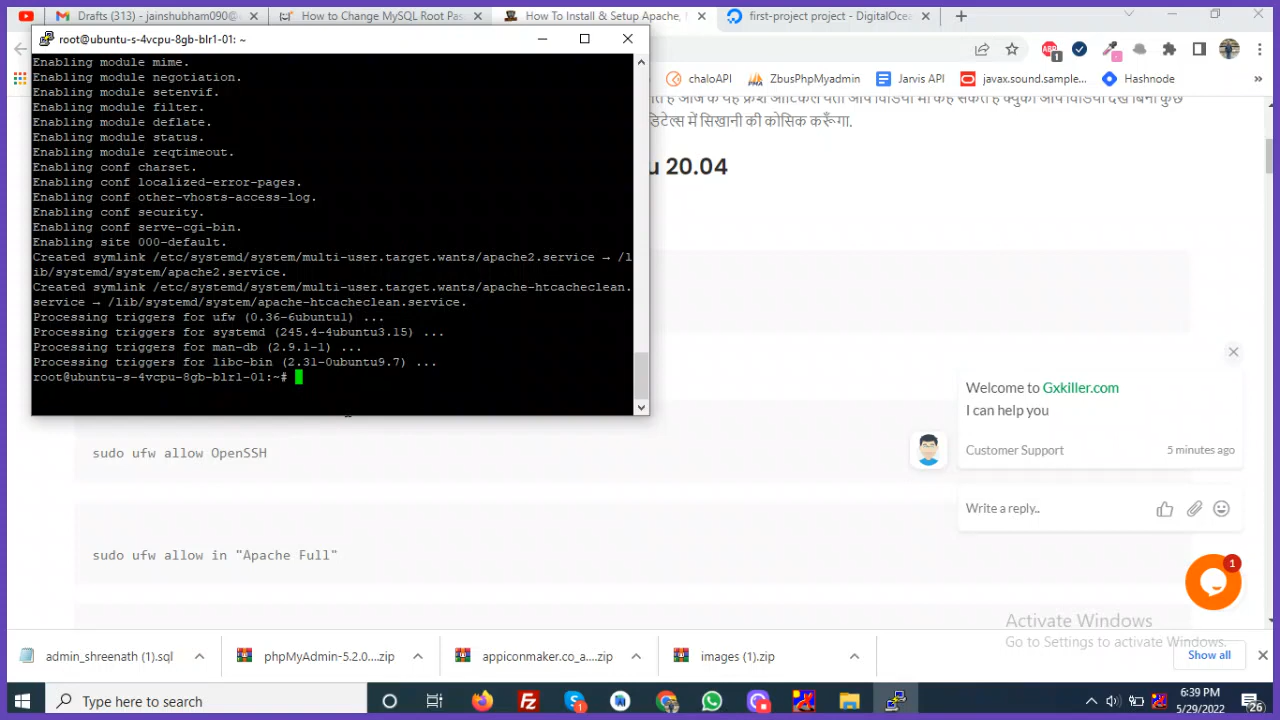 Drafts (313) - jainshubham090@
How to Change MySQL Root Pas
How To Install & Setup Apache,
first-project project - DigitalOcea
root@ubuntu-s-4vcpu-8gb-blr1-01: ~
1
chaloAPI
ZbusPhpMyadmin
Jarvis API
javax.sound.sample...
Hashnode
»
Enabling module mime.
Enabling module negotiation.
Enabling module setenvif.
Enabling module filter.
Enabling module deflate.
Enabling module status.
Enabling module reqtimeout.
Enabling conf charset.
Enabling conf localized-error-pages.
Enabling conf other-vhosts-access-log.
Enabling conf security.
Enabling conf serve-cgi-bin.
Enabling site 000-default.
Created symlink /etc/systemd/system/multi-user.target.wants/apache2.service → /l
ib/systemd/system/apache2.service.
Created symlink /etc/systemd/system/multi-user.target.wants/apache-htcacheclean.
service → /lib/systemd/system/apache-htcacheclean.service.
Processing triggers for ufw (0.36-6ubuntu1) ...
Processing triggers for systemd (245.4-4ubuntu3.15) ...
Processing triggers for man-db (2.9.1-1) ...
Processing triggers for libc-bin (2.31-0ubuntu9.7) ...
root@ubuntu-s-4vcpu-8gb-blr1-01:~#
डिटेल्स में सिखानी की कोसिक करूँगा.
u 20.04
sudo ufw allow OpenSSH
sudo ufw allow in "Apache Full"
Welcome to Gxkiller.com
I can help you
Customer Support
5 minutes ago
Write a reply..
1
Activate Windows
Go to Settings to activate Windows.
admin_shreenath (1).sql
phpMyAdmin-5.2.0....zip
appiconmaker.co_a....zip
images (1).zip
Show all
Type here to search
1
6:39 PM
5/29/2022
26